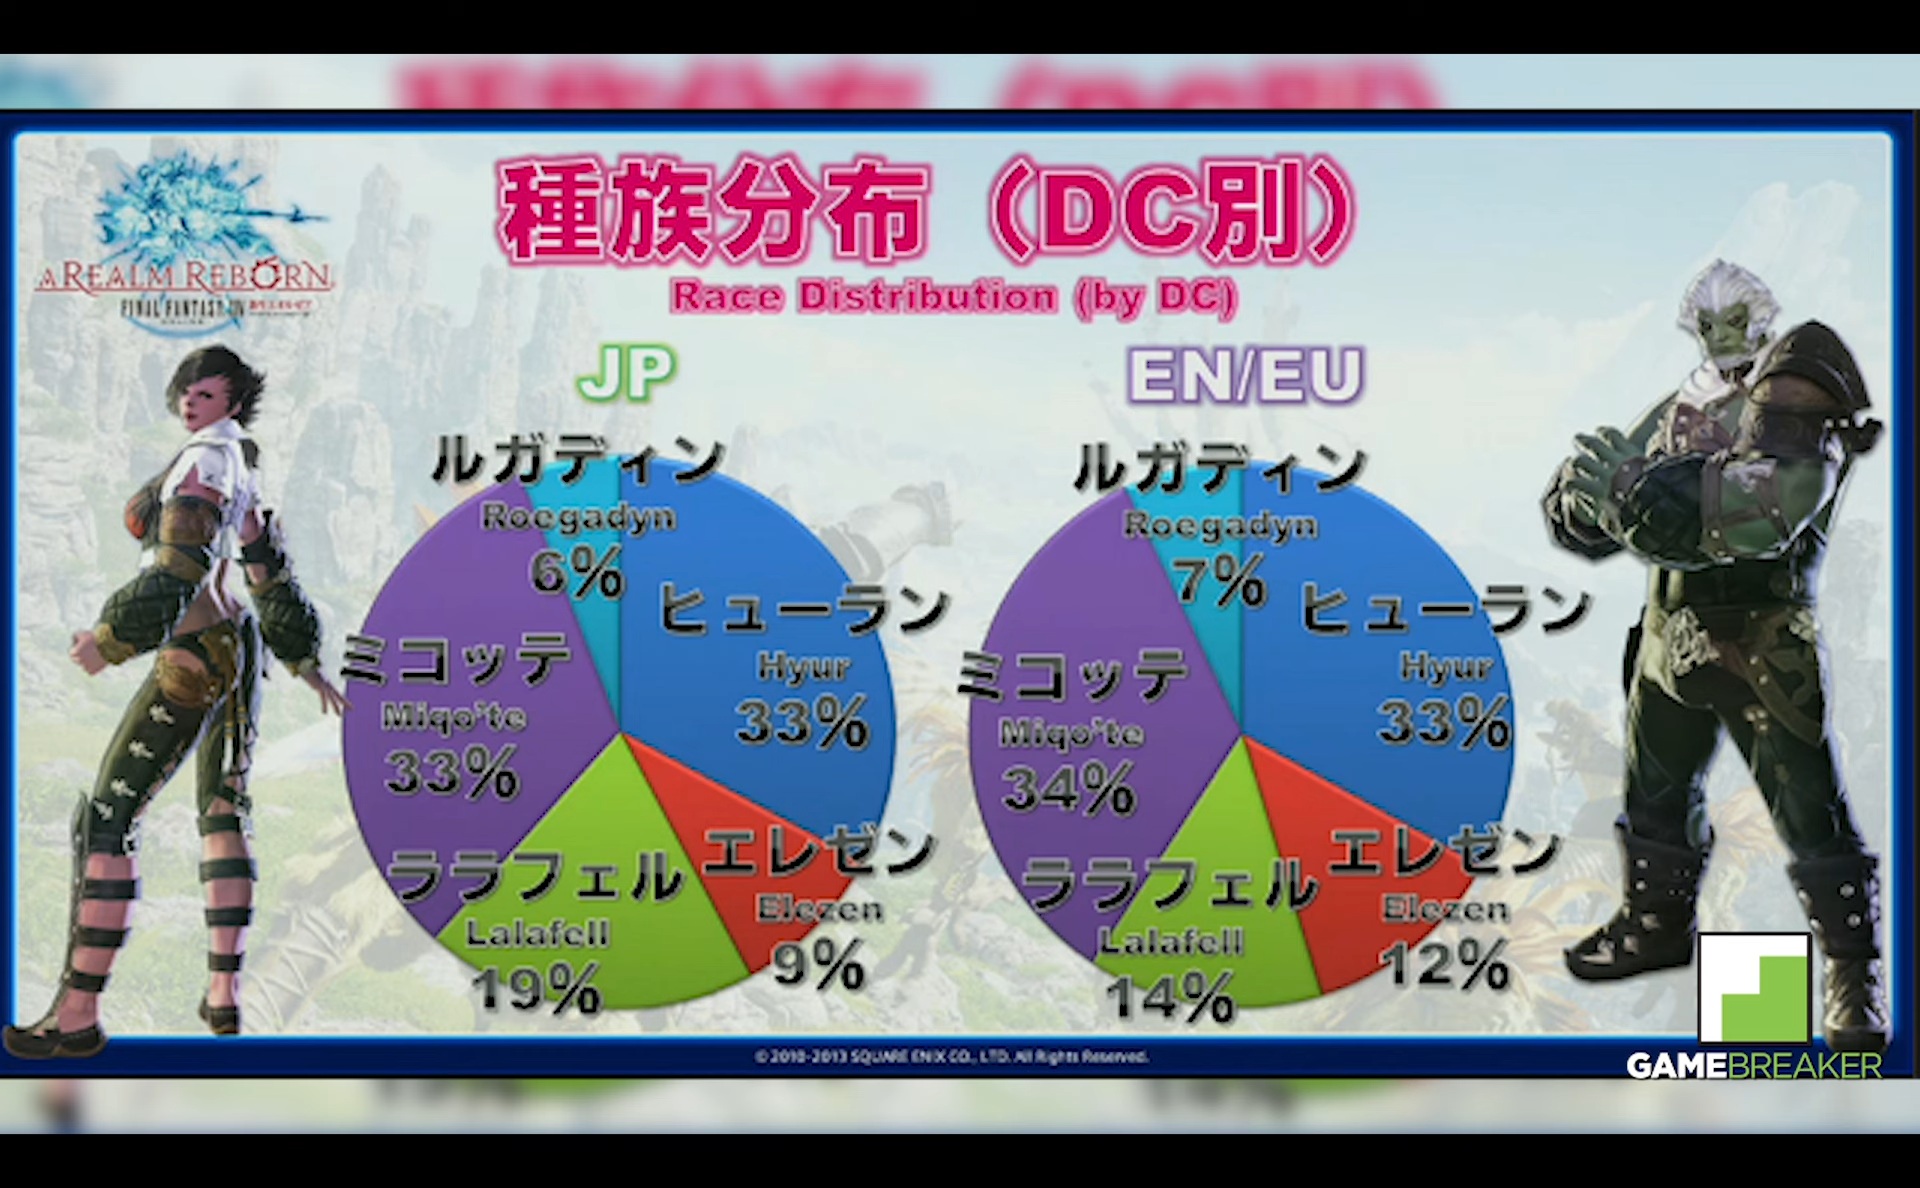 種族分布（DC別）
Race Distribution (by DC)
A REALM REBORN
FINAL FANTASY XIV
JP
ルガディン
Roegadyn
6%
ヒューラン
Hyur
33%
ミコッテ
Miqo'te
33%
エレゼン
Elezen
9%
ララフェル
Lalafell
19%
EN/EU
ルガディン
Roegadyn
7%
ヒューラン
Hyur
33%
ミコッテ
Miqo'te
34%
エレゼン
Elezen
12%
ララフェル
Lalafell
14%
© 2010-2013 SQUARE ENIX CO., LTD. All Rights Reserved.
GAMEBREAKER